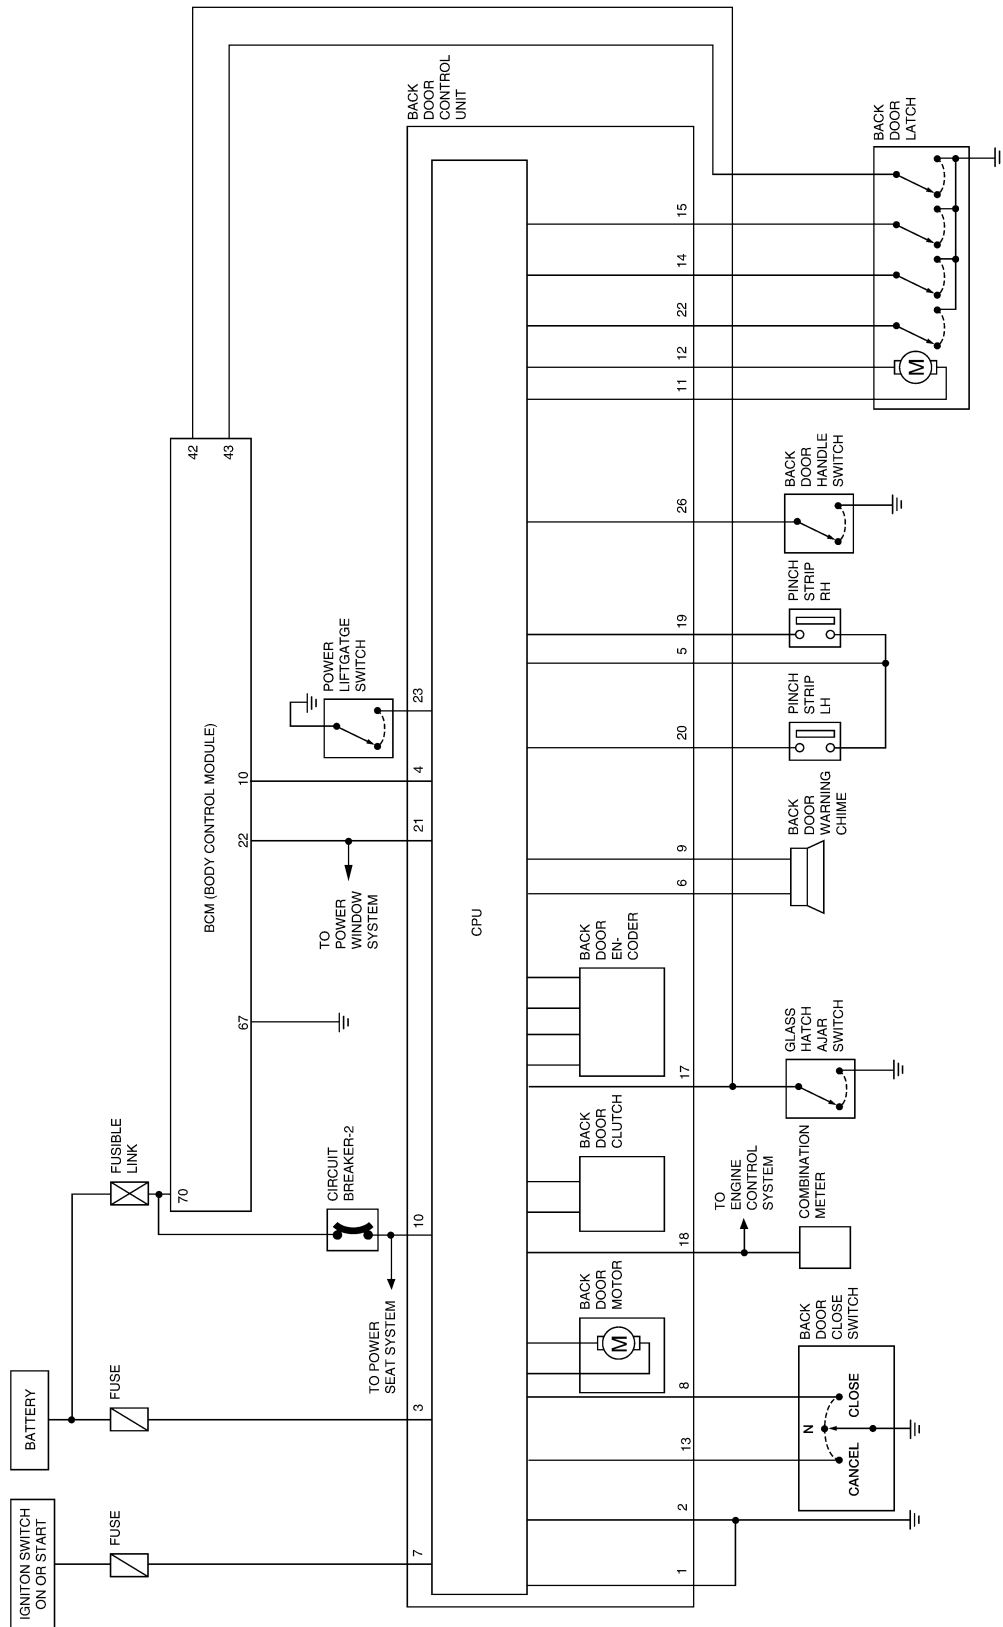 IGNITON SWITCH
ON OR START
BATTERY
FUSE
FUSE
FUSIBLE
LINK
70
67
22
10
42
43
BCM (BODY CONTROL MODULE)
CIRCUIT
BREAKER-2
TO POWER
SEAT SYSTEM
TO
POWER
WINDOW
SYSTEM
POWER
LIFTGATGE
SWITCH
BACK
DOOR
CONTROL
UNIT
7
3
10
21
4
23
CPU
BACK
DOOR
MOTOR
M
BACK
DOOR
CLUTCH
BACK
DOOR
EN-
CODER
1
2
13
8
18
17
6
9
20
5
19
26
11
12
22
14
15
TO
ENGINE
CONTROL
SYSTEM
BACK
DOOR
CLOSE
SWITCH
N
CANCEL
CLOSE
COMBINATION
METER
GLASS
HATCH
AJAR
SWITCH
BACK
DOOR
WARNING
CHIME
PINCH
STRIP
LH
PINCH
STRIP
RH
BACK
DOOR
HANDLE
SWITCH
BACK
DOOR
LATCH
M